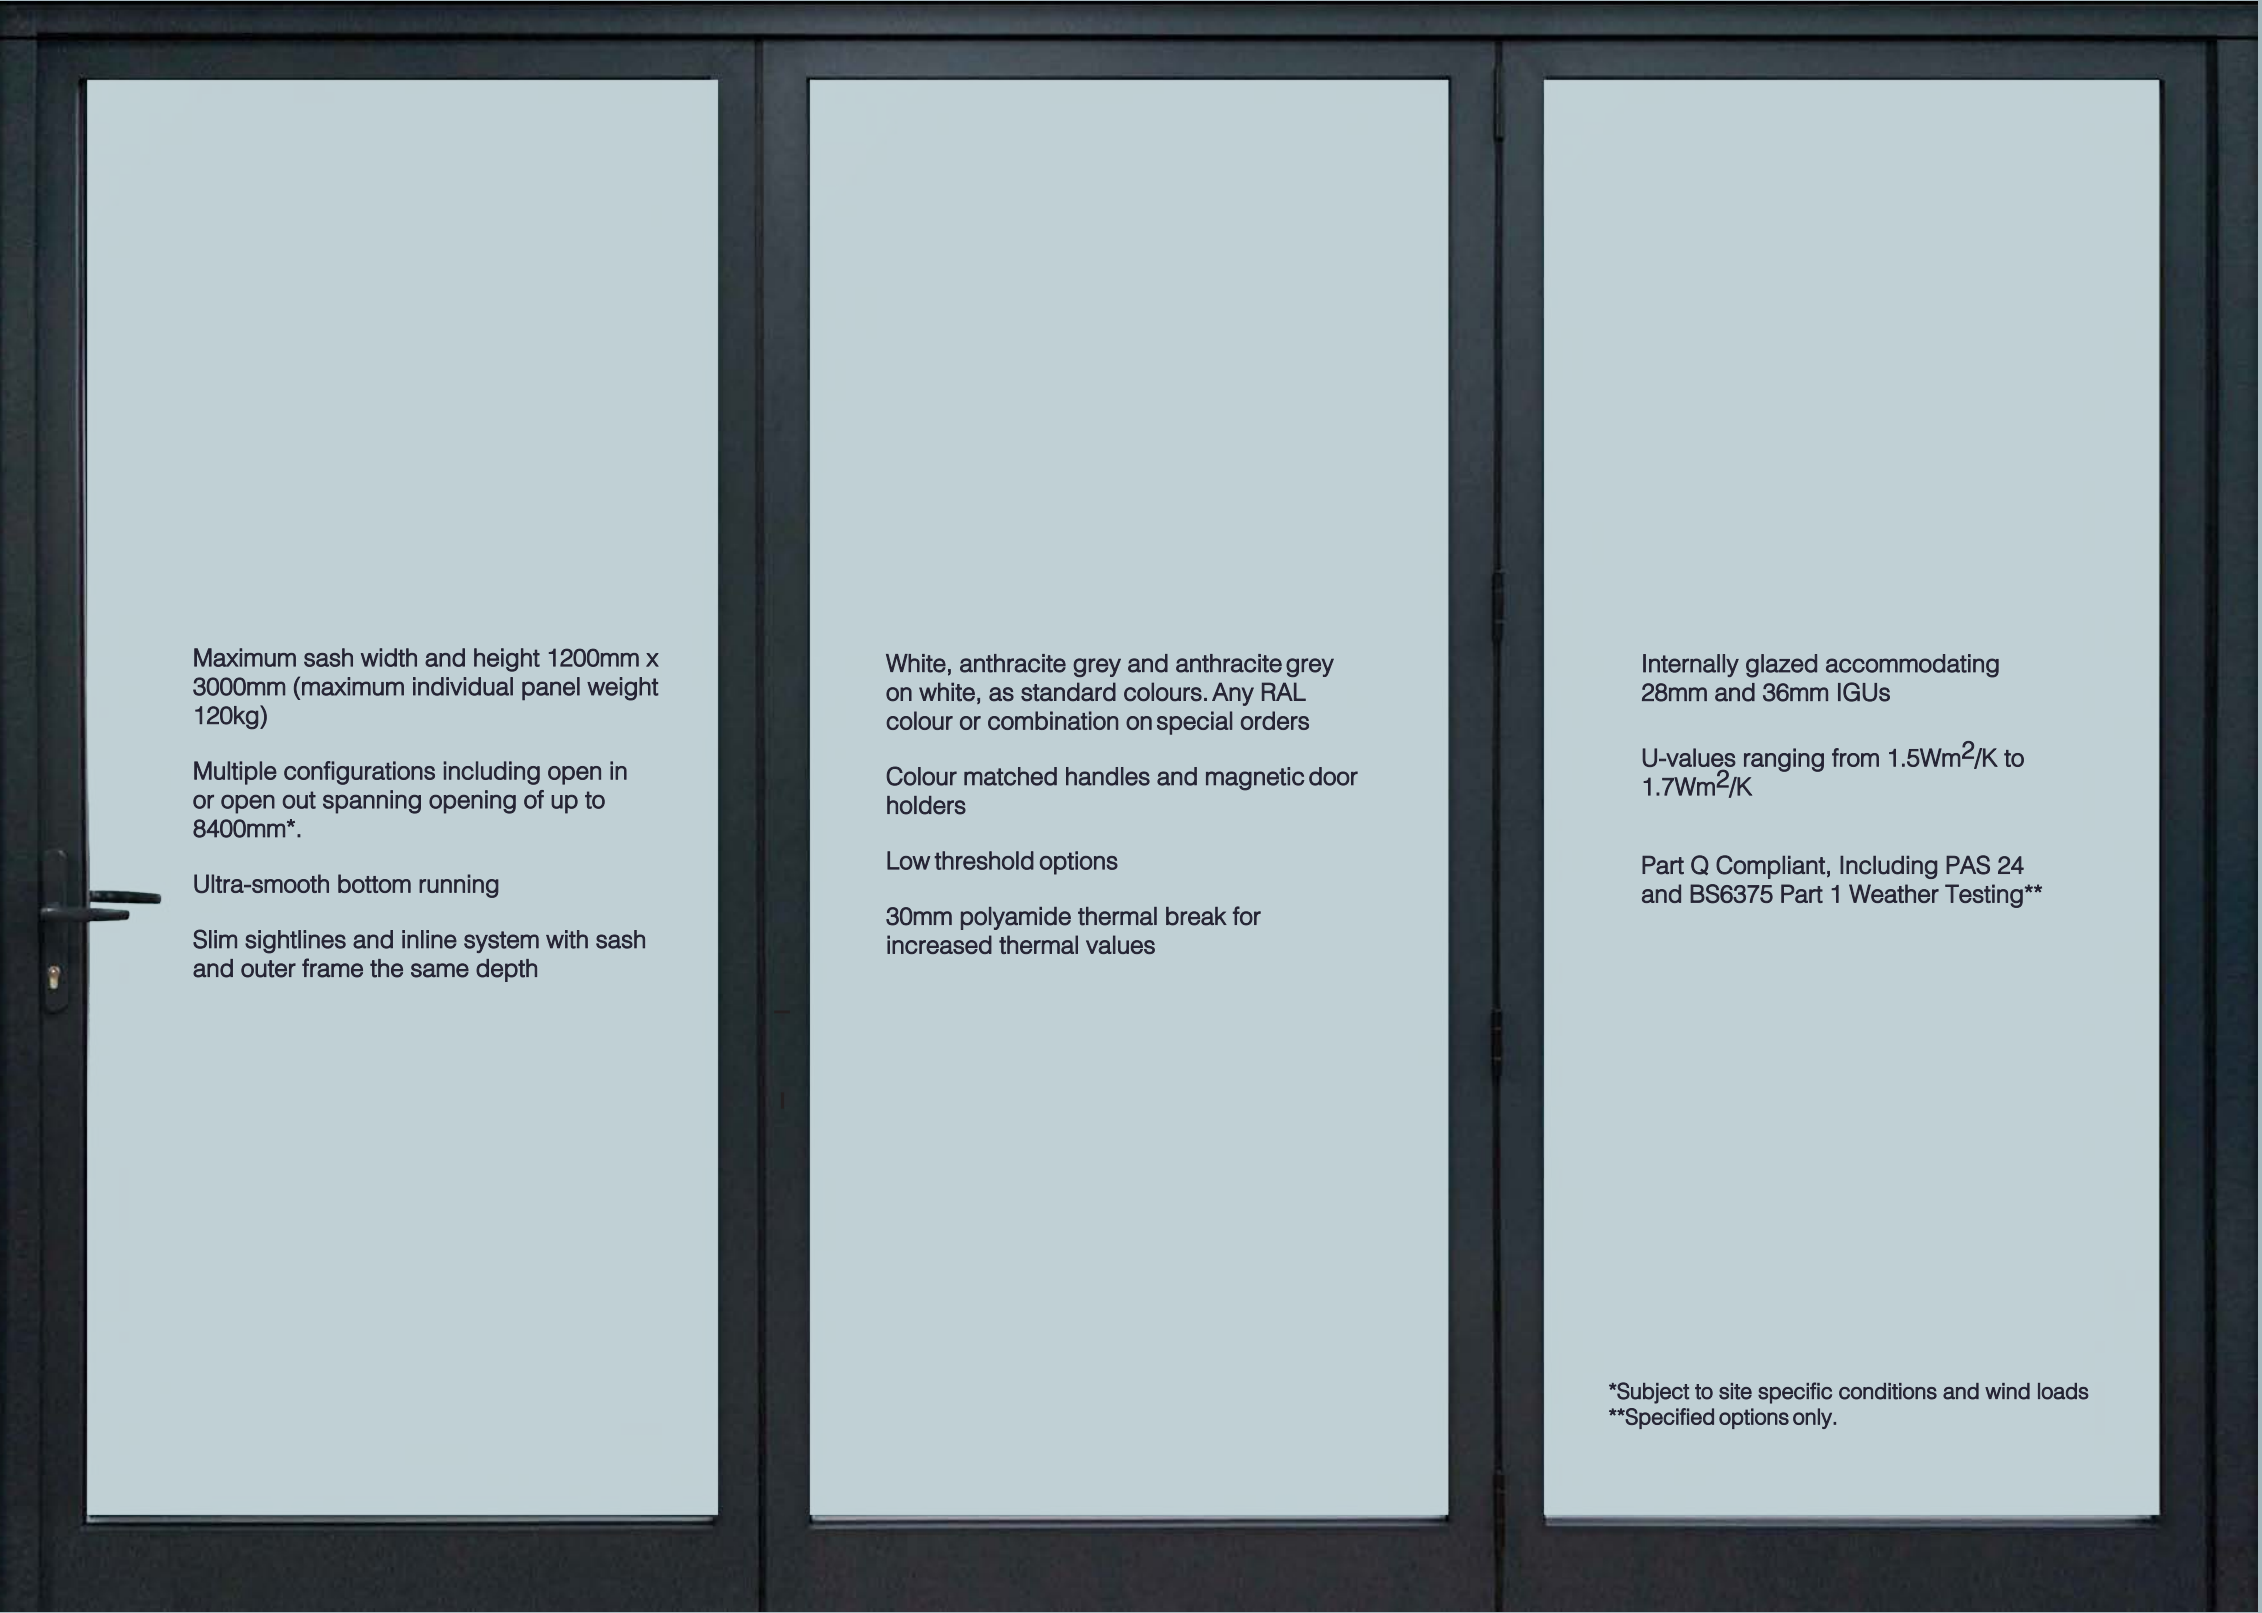 Maximum sash width and height 1200mm x
3000mm (maximum individual panel weight
120kg)
Multiple configurations including open in
or open out spanning opening of up to
8400mm*.
Ultra-smooth bottom running
Slim sightlines and inline system with sash
and outer frame the same depth
White, anthracite grey and anthracite grey
on white, as standard colours. Any RAL
colour or combination on special orders
Colour matched handles and magnetic door
holders
Low threshold options
30mm polyamide thermal break for
increased thermal values
Internally glazed accommodating
28mm and 36mm IGUs
U-values ranging from 1.5Wm²/K to
1.7Wm²/K
Part Q Compliant, Including PAS 24
and BS6375 Part 1 Weather Testing**
*Subject to site specific conditions and wind loads
**Specified options only.